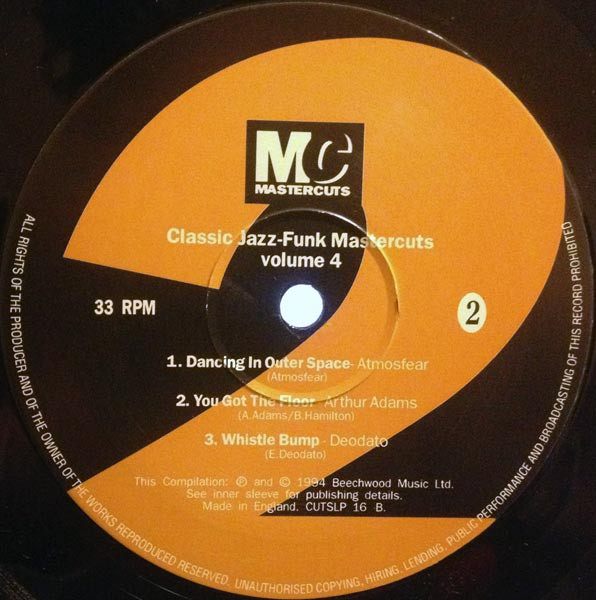 MC
MASTERCUTS
Classic Jazz-Funk Mastercuts
volume 4
33 RPM
2
1. Dancing In Outer Space - Atmosfear
(Atmosfear)
2. You Got The Floor - Arthur Adams
(A.Adams/B.Hamilton)
3. Whistle Bump - Deodato
(E.Deodato)
This Compilation: ℗ and © 1994 Beechwood Music Ltd.
See inner sleeve for publishing details.
Made in England. CUTSLP 16 B.
ALL RIGHTS OF THE PRODUCER AND OF THE OWNER OF THE WORKS REPRODUCED RESERVED. UNAUTHORISED COPYING, HIRING, LENDING, PUBLIC PERFORMANCE AND BROADCASTING OF THIS RECORD PROHIBITED